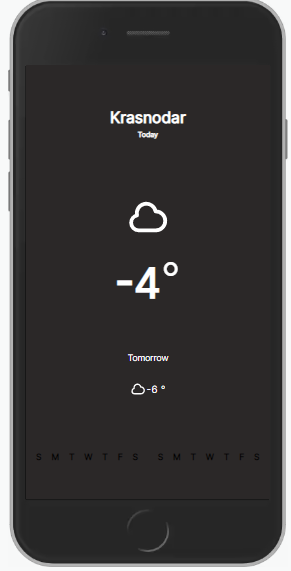 Krasnodar
Today
-4°
Tomorrow
-6 °
S M T W T F S S M T W T F S